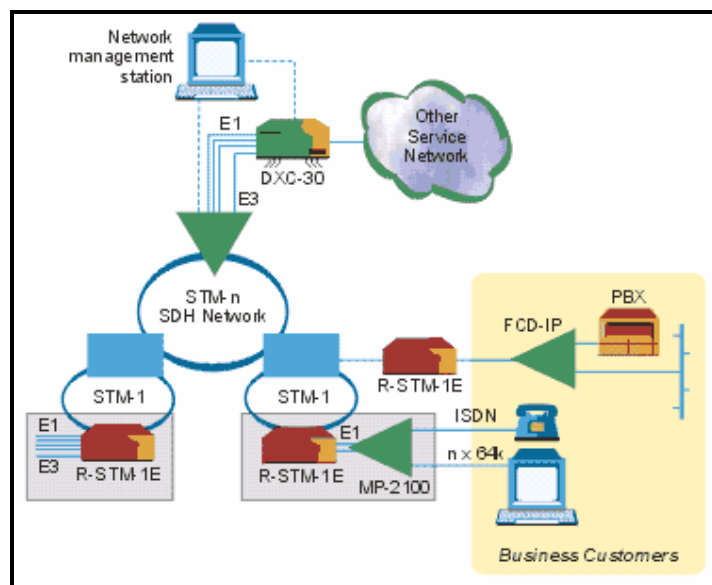 Network
management
station
E1
Other
Service
Network
DXC-30
E3
STM-n
SDH Network
PBX
FCD-IP
R-STM-1E
STM-1
STM-1
E1
E3
R-STM-1E
E1
R-STM-1E
MP-2100
ISDN
n x 64k
Business Customers